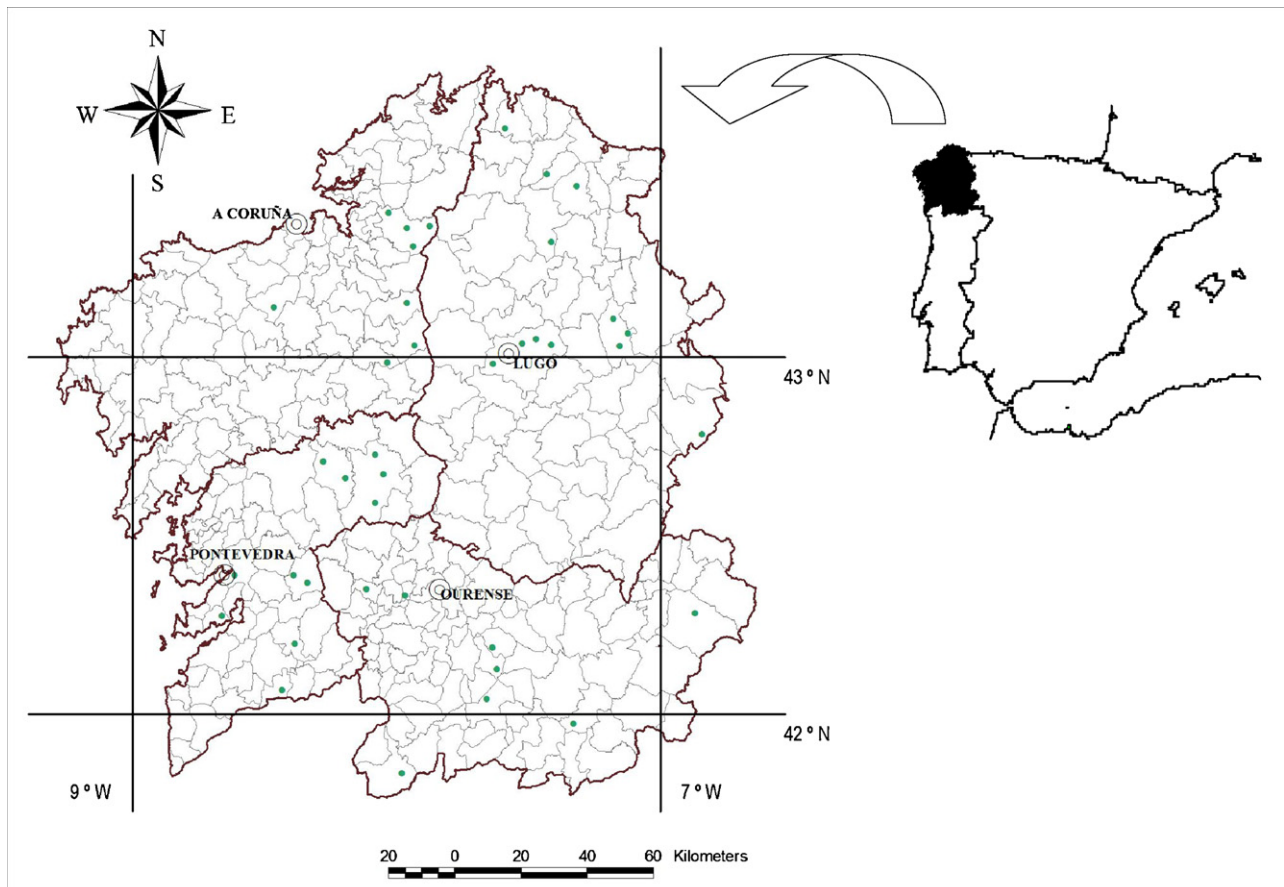 N
W E
S
A CORUÑA
LUGO
43 º N
PONTEVEDRA
OURENSE
42 º N
9 º W
7 º W
20 0 20 40 60 Kilometers